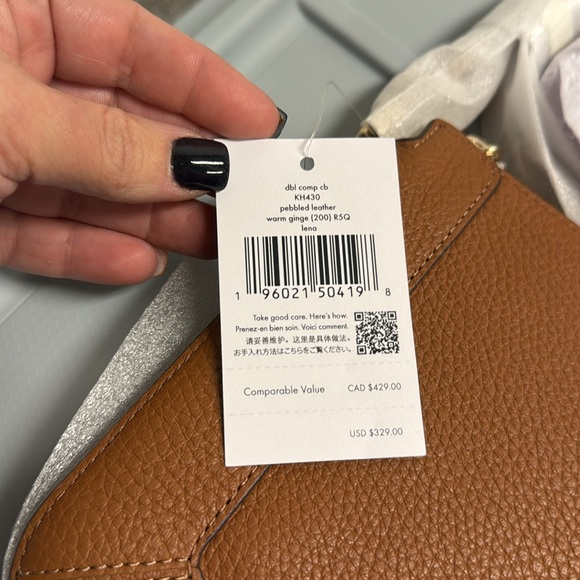 dbl comp cb
KH430
pebbled leather
warm ginge (200) R5Q
lena
1 96021 50419 8
Take good care. Here's how.
Prenez-en bien soin. Voici comment.
请妥善维护。这里是具体做法。
お手入れ方法はこちらをご覧ください。
Comparable Value CAD $429.00
USD $329.00